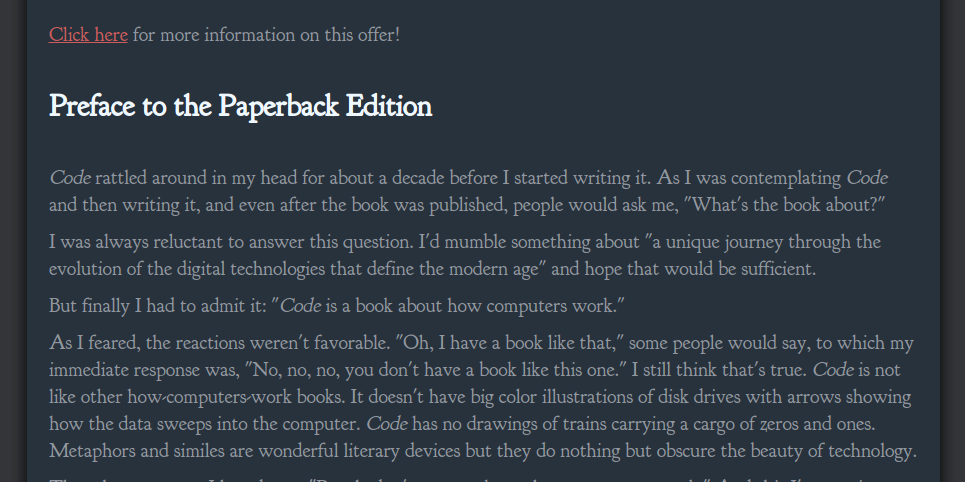 Click here for more information on this offer!
Preface to the Paperback Edition
Code rattled around in my head for about a decade before I started writing it. As I was contemplating Code
and then writing it, and even after the book was published, people would ask me, "What's the book about?"
I was always reluctant to answer this question. I'd mumble something about "a unique journey through the
evolution of the digital technologies that define the modern age" and hope that would be sufficient.
But finally I had to admit it: "Code is a book about how computers work."
As I feared, the reactions weren't favorable. "Oh, I have a book like that," some people would say, to which my
immediate response was, "No, no, no, you don't have a book like this one." I still think that's true. Code is not
like other how-computers-work books. It doesn't have big color illustrations of disk drives with arrows showing
how the data sweeps into the computer. Code has no drawings of trains carrying a cargo of zeros and ones.
Metaphors and similes are wonderful literary devices but they do nothing but obscure the beauty of technology.